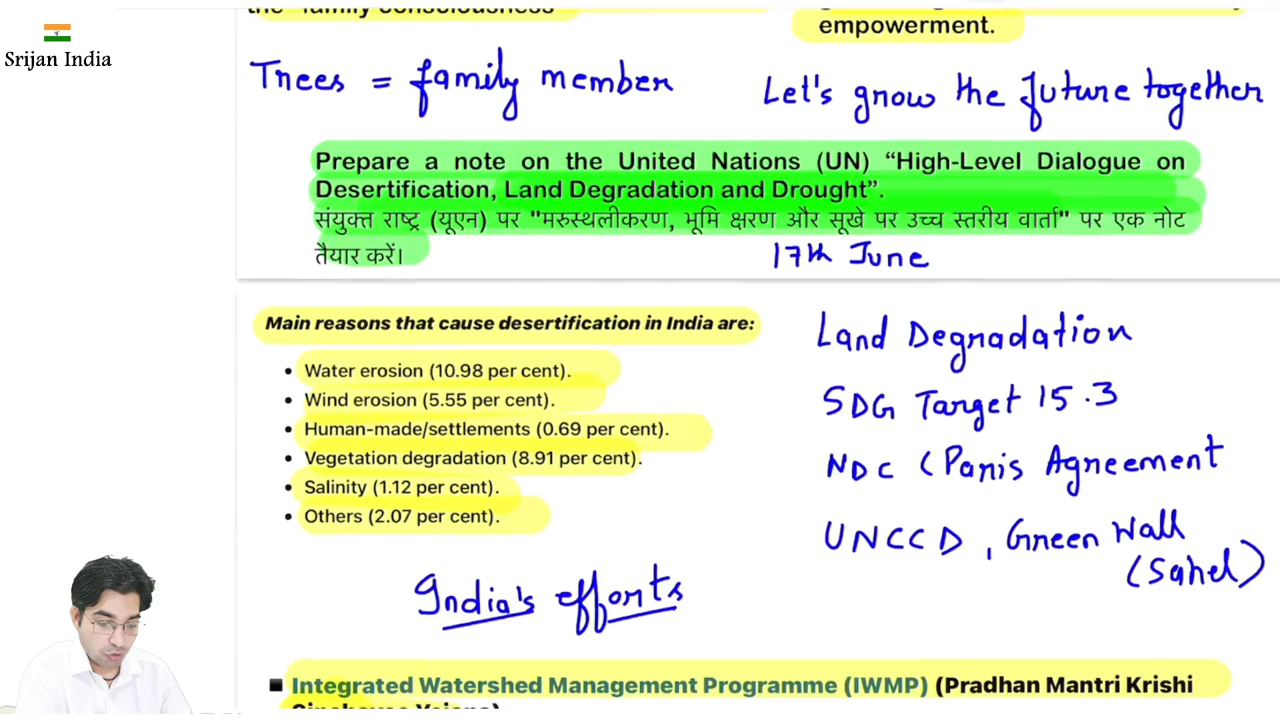 Srijan India
empowerment.
Trees = family member
Let's grow the future together
Prepare a note on the United Nations (UN) “High-Level Dialogue on
Desertification, Land Degradation and Drought”.
संयुक्त राष्ट्र (यूएन) पर "मरुस्थलीकरण, भूमि क्षरण और सूखे पर उच्च स्तरीय वार्ता" पर एक नोट
तैयार करें।
17th June
Main reasons that cause desertification in India are:
• Water erosion (10.98 per cent).
• Wind erosion (5.55 per cent).
• Human-made/settlements (0.69 per cent).
• Vegetation degradation (8.91 per cent).
• Salinity (1.12 per cent).
• Others (2.07 per cent).
Land Degradation
SDG Target 15.3
NDC (Paris Agreement
UNCCD, Green Wall
(Sahel)
India's efforts
■ Integrated Watershed Management Programme (IWMP) (Pradhan Mantri Krishi